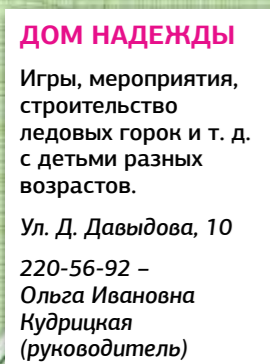 ДОМ НАДЕЖДЫ
Игры, мероприятия,
строительство
ледовых горок и т. д.
с детьми разных
возрастов.
Ул. Д. Давыдова, 10
220-56-92 –
Ольга Ивановна
Кудрицкая
(руководитель)